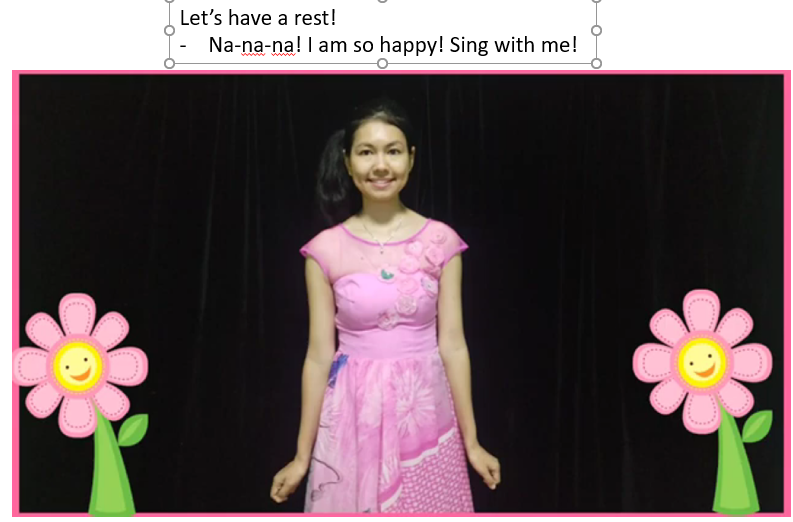 Let’s have a rest!
- Na-na-na! I am so happy! Sing with me!